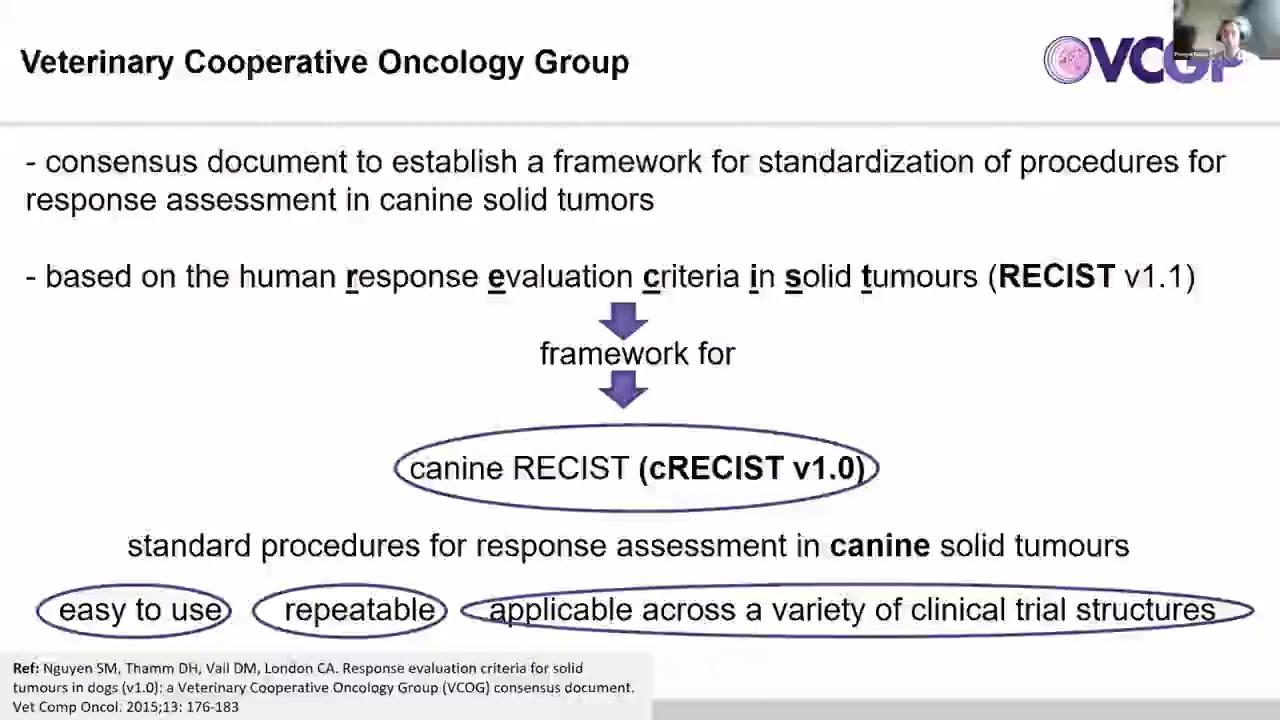 Veterinary Cooperative Oncology Group
- consensus document to establish a framework for standardization of procedures for
response assessment in canine solid tumors
- based on the human response evaluation criteria in solid tumours (RECIST v1.1)
framework for
canine RECIST (cRECIST v1.0)
standard procedures for response assessment in canine solid tumours
easy to use repeatable applicable across a variety of clinical trial structures
Ref: Nguyen SM, Thamm DH, Vail DM, London CA. Response evaluation criteria for solid
tumours in dogs (v1.0): a Veterinary Cooperative Oncology Group (VCOG) consensus document.
Vet Comp Oncol. 2015;13: 176-183